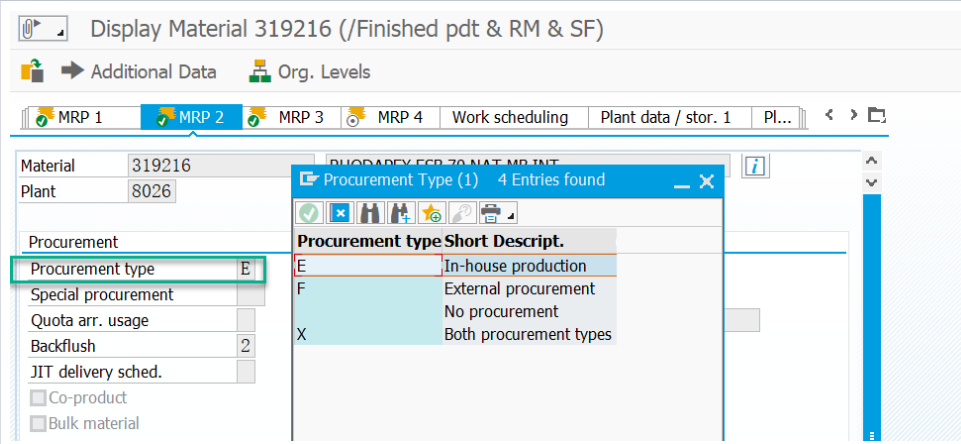 Display Material 319216 (/Finished pdt & RM & SF)
Additional Data Org. Levels
MRP 1 MRP 2 MRP 3 MRP 4 Work scheduling Plant data / stor. 1 Pl...
Material 319216
Plant 8026
Procurement Type (1) 4 Entries found
Procurement
Procurement type E
Special procurement
Quota arr. usage
Backflush 2
JIT delivery sched.
Co-product
Bulk material
Procurement type Short Descript.
E In-house production
F External procurement
No procurement
X Both procurement types